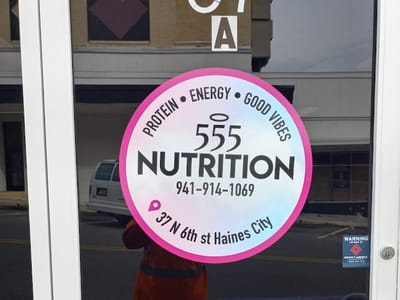 A
PROTEIN • ENERGY • GOOD VIBES
555
NUTRITION
941-914-1069
37 N 6th st Haines City
WARNING